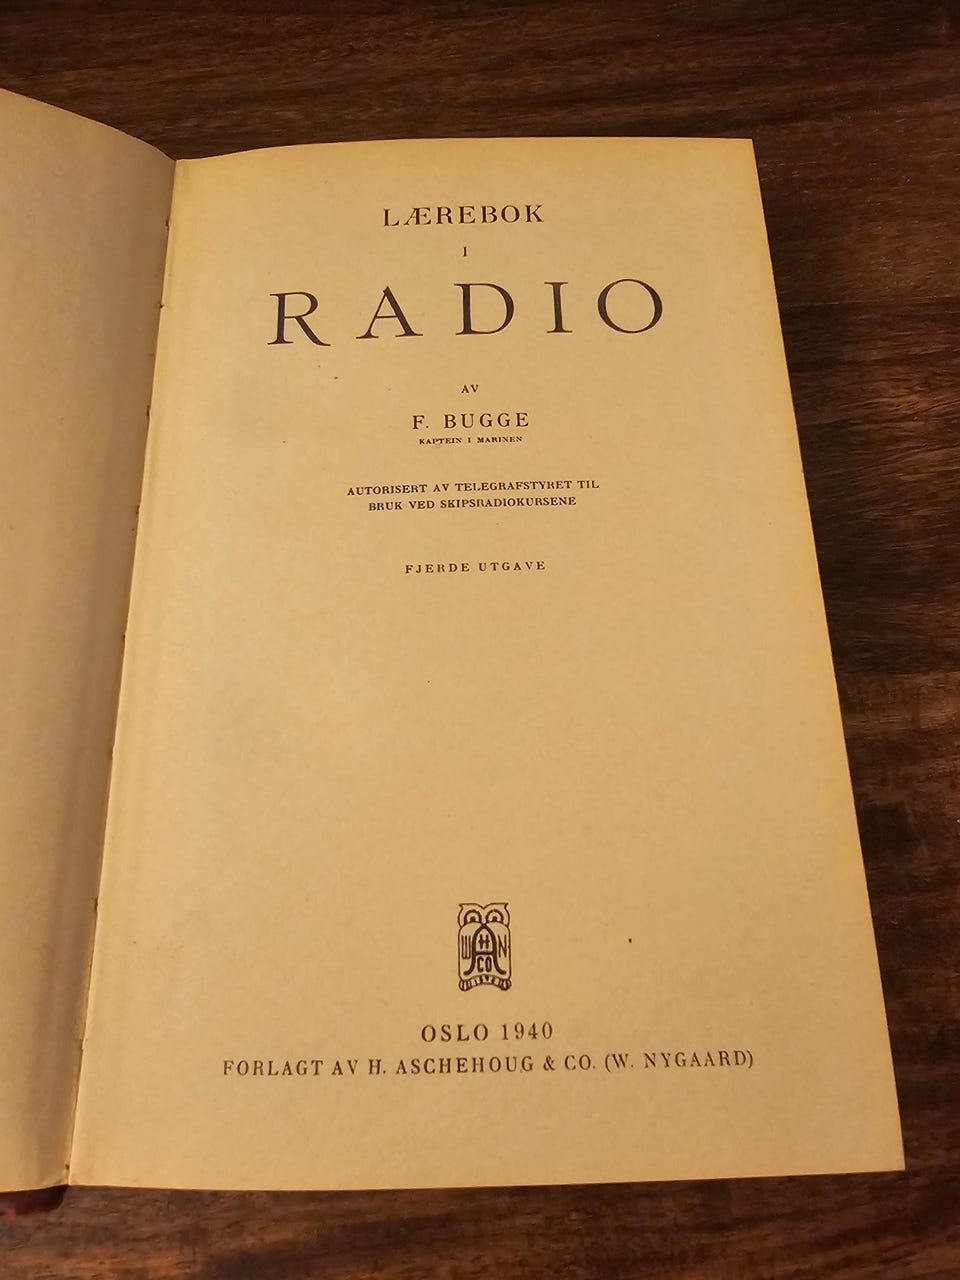 LÆREBOK
I
RADIO
AV
F. BUGGE
KAPTEIN I MARINEN
AUTORISERT AV TELEGRAFSTYRET TIL
BRUK VED SKIPSRADIOKURSENE
FJERDE UTGAVE
W H N
A
CO
OSLO 1940
FORLAGT AV H. ASCHEHOUG & CO. (W. NYGAARD)